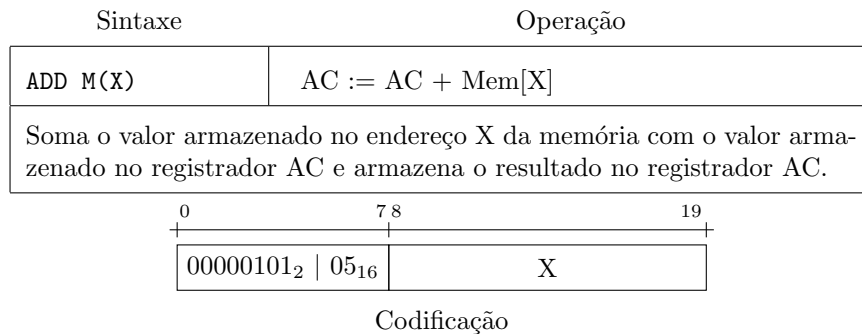 Sintaxe Operação
ADD M(X) AC := AC + Mem[X]
Soma o valor armazenado no endereço X da memória com o valor arma-
zenado no registrador AC e armazena o resultado no registrador AC.
0 7 8 19
00000101₂ | 05₁₆ X
Codificação